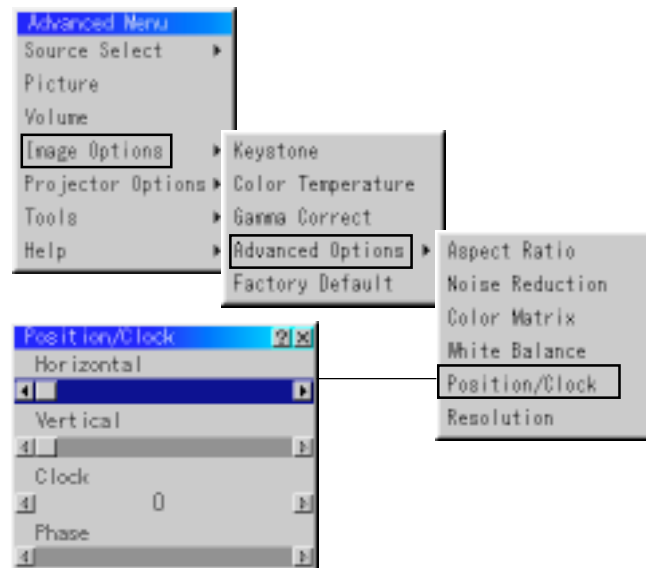 Advanced Menu
Source Select
Picture
Volume
Image Options
Projector Options
Tools
Help
Keystone
Color Temperature
Gamma Correct
Advanced Options
Factory Default
Aspect Ratio
Noise Reduction
Color Matrix
White Balance
Position/Clock
Resolution
Position/Clock
Horizontal
Vertical
Clock
0
Phase